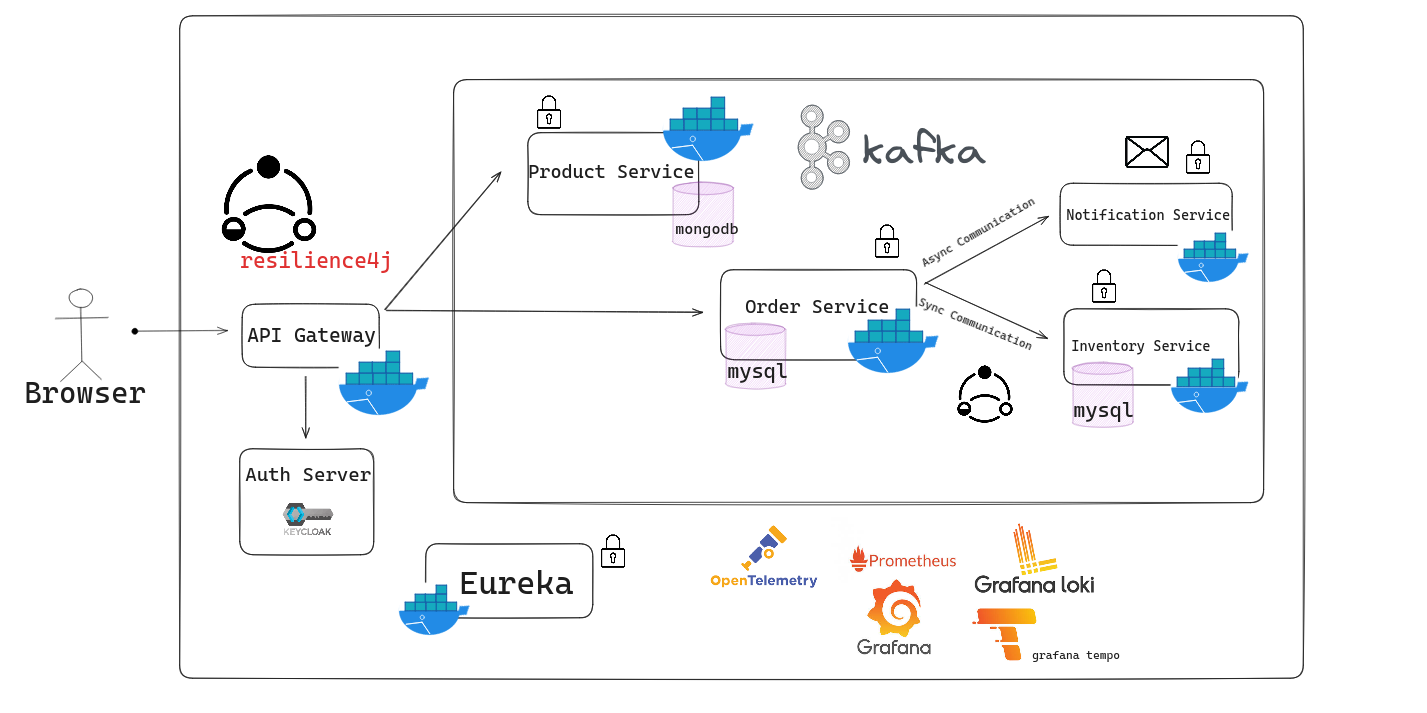 Product Service
mongodb
kafka
Notification Service
Async Communication
resilience4j
Order Service
mysql
Sync Communication
API Gateway
Inventory Service
mysql
Browser
Auth Server
KEYCLOAK
Eureka
OpenTelemetry
Prometheus
Grafana
Grafana loki
grafana tempo